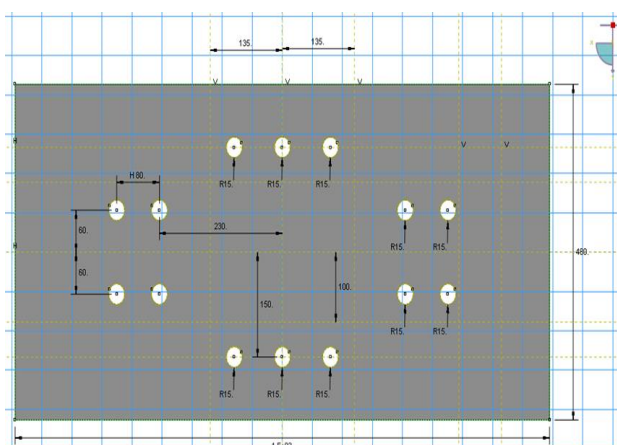 135.
135.
V
V
V
H
V
V
R15.
R15.
R15.
H 80.
60.
230.
R15.
R15.
480.
H
60.
100.
150.
R15.
R15.
R15.
R15.
R15.